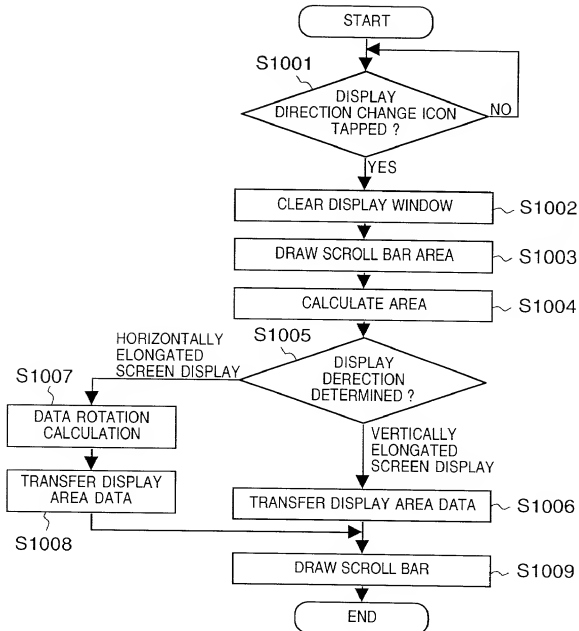 START
S1001
DISPLAY
DIRECTION CHANGE ICON
TAPPED ?
NO
YES
CLEAR DISPLAY WINDOW
S1002
DRAW SCROLL BAR AREA
S1003
CALCULATE AREA
S1004
S1005
HORIZONTALLY
ELONGATED
SCREEN DISPLAY
DISPLAY
DERECTION
DETERMINED ?
S1007
DATA ROTATION
CALCULATION
VERTICALLY
ELONGATED
SCREEN DISPLAY
TRANSFER DISPLAY
AREA DATA
S1008
TRANSFER DISPLAY AREA DATA
S1006
DRAW SCROLL BAR
S1009
END